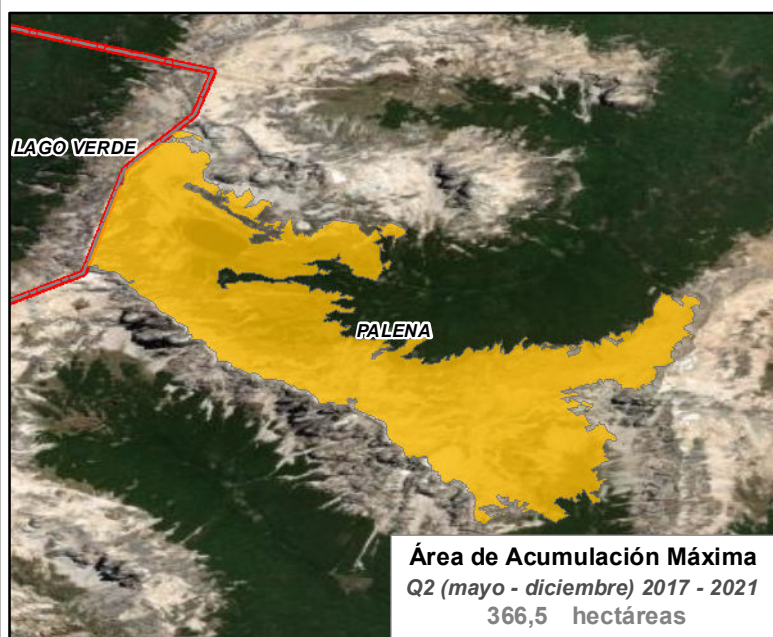 LAGO VERDE
PALENA
Área de Acumulación Máxima
Q2 (mayo - diciembre) 2017 - 2021
366,5 hectáreas